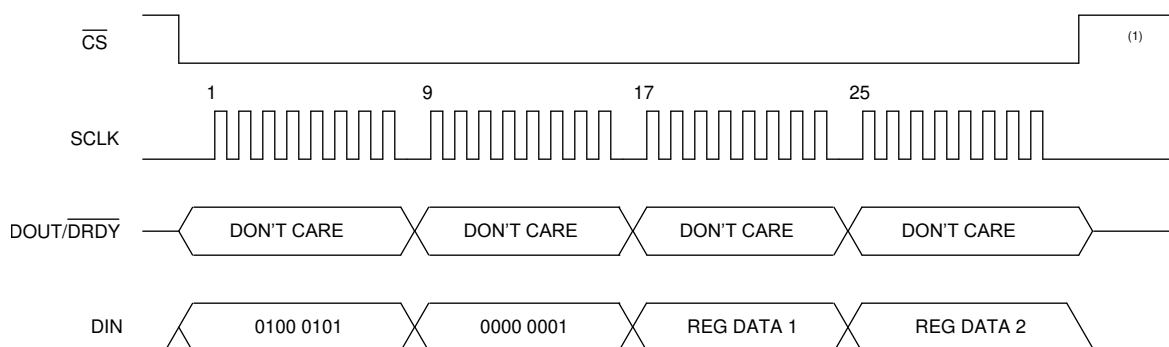 CS
(1)
1 9 17 25
SCLK
DOUT/DRDY DON'T CARE DON'T CARE DON'T CARE DON'T CARE
DIN 0100 0101 0000 0001 REG DATA 1 REG DATA 2